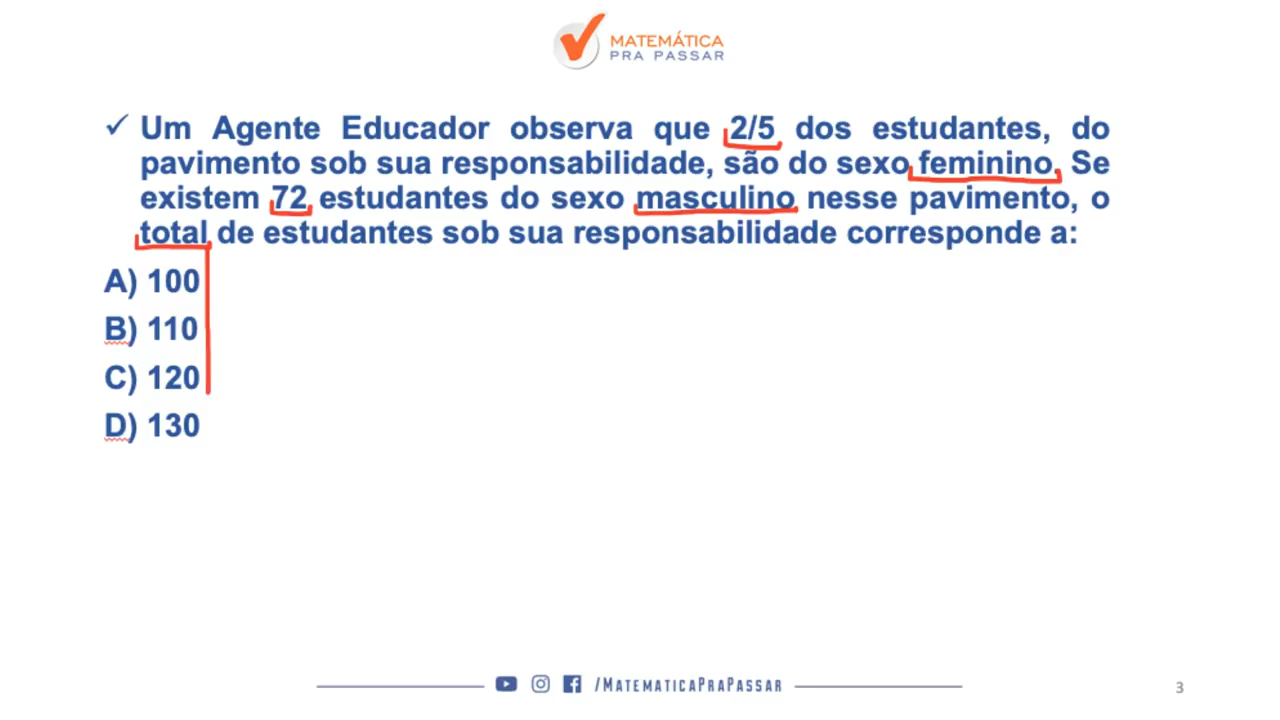 MATEMÁTICA
PRA PASSAR
✓ Um Agente Educador observa que 2/5 dos estudantes, do
pavimento sob sua responsabilidade, são do sexo feminino. Se
existem 72 estudantes do sexo masculino nesse pavimento, o
total de estudantes sob sua responsabilidade corresponde a:
A) 100
B) 110
C) 120
D) 130
/MATEMATICAPRAPASSAR
3